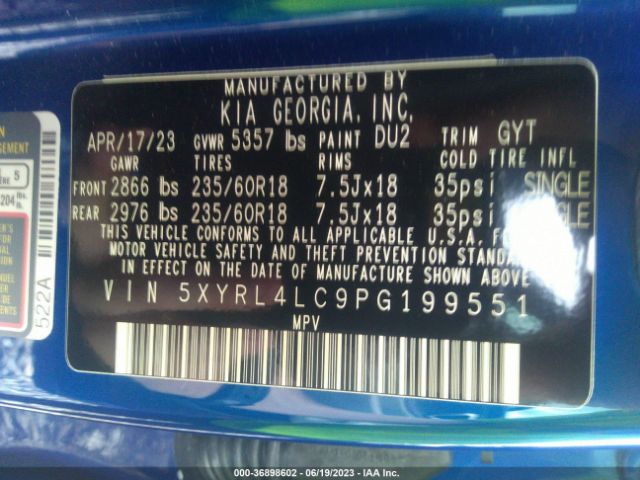 MANUFACTURED BY
KIA GEORGIA, INC.
APR/17/23 GVWR 5357 lbs PAINT DU2 TRIM GYT
GAWR TIRES RIMS COLD TIRE INFL
FRONT 2866 lbs 235/60R18 7.5Jx18 35psi SINGLE
REAR 2976 lbs 235/60R18 7.5Jx18 35psi
THIS VEHICLE CONFORMS TO ALL APPLICABLE U.S.A.
MOTOR VEHICLE SAFETY AND THEFT PREVENTION
IN EFFECT ON THE DATE OF MANUFACTURE SHOWN ABOVE
VIN 5XYRL4LC9PG199551
MPV
522A
000-36898602 - 06/19/2023 - IAA Inc.